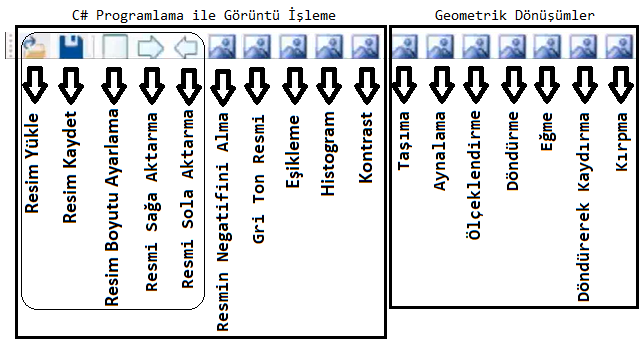 C# Programlama ile Görüntü İşleme
Geometrik Dönüşümler
Resim Yükle
Resim Kaydet
Resim Boyutu Ayarlama
Resmi Sağa Aktarma
Resmi Sola Aktarma
Resmin Negatifini Alma
Gri Ton Resmi
Eşikleme
Histogram
Kontrast
Taşıma
Aynalama
Ölçeklendirme
Döndürme
Eğme
Döndürerek Kaydırma
Kırpma